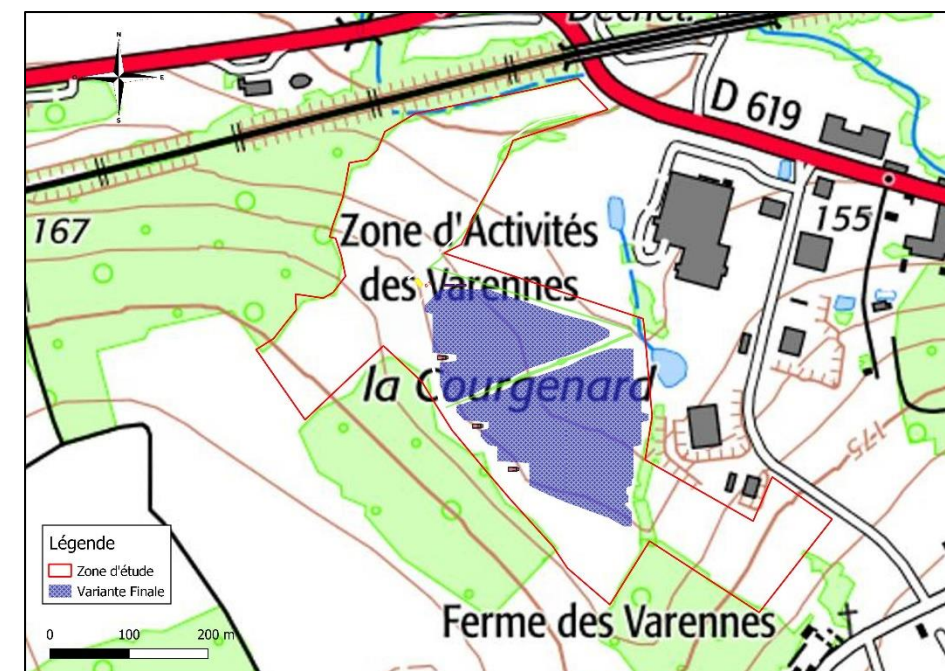 Déchet.
N
E
S
D 619
167
Zone d'Activités
des Varennes
155
la Courgenard
175
Légende
Zone d'étude
Variante Finale
0 100 200 m
Ferme des Varennes